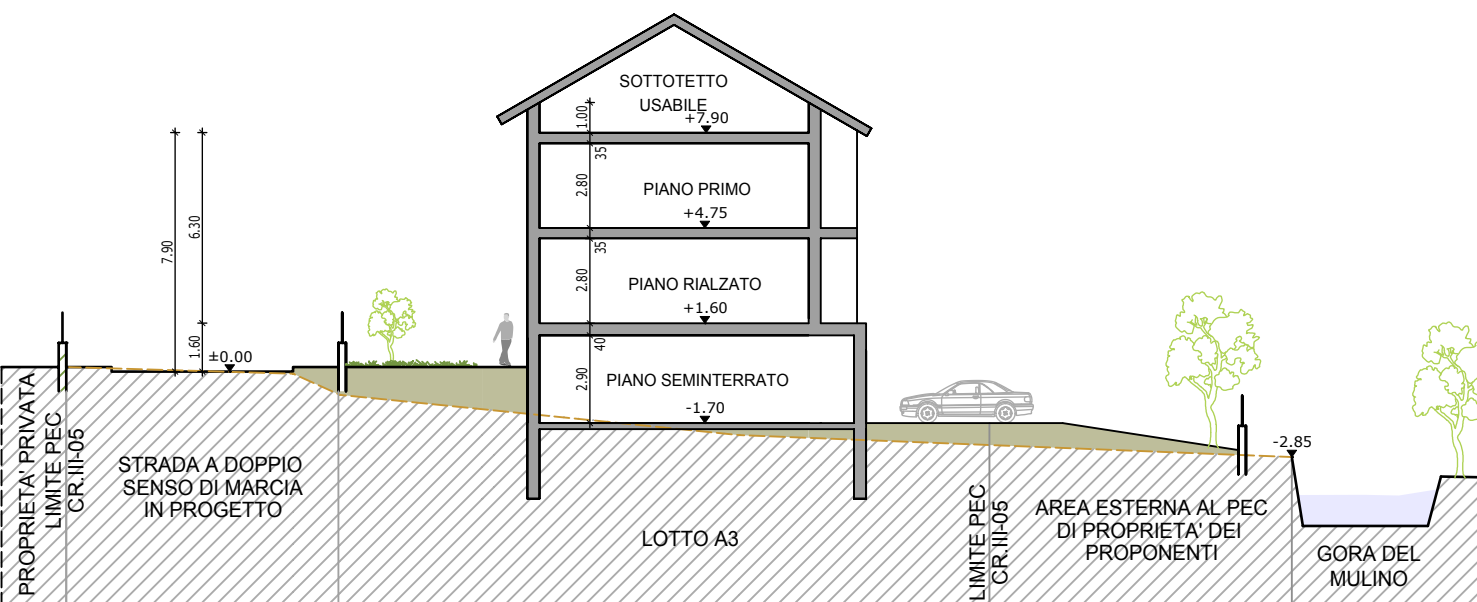 SOTTOTETTO
USABILE
+7.90
1.00
35
2.80
PIANO PRIMO
+4.75
35
2.80
PIANO RIALZATO
+1.60
40
2.90
PIANO SEMINTERRATO
-1.70
7.90
6.30
1.60
±0.00
PROPRIETA' PRIVATA
LIMITE PEC
CR.III-05
STRADA A DOPPIO
SENSO DI MARCIA
IN PROGETTO
LOTTO A3
LIMITE PEC
CR.III-05
AREA ESTERNA AL PEC
DI PROPRIETA' DEI
PROPONENTI
-2.85
GORA DEL
MULINO